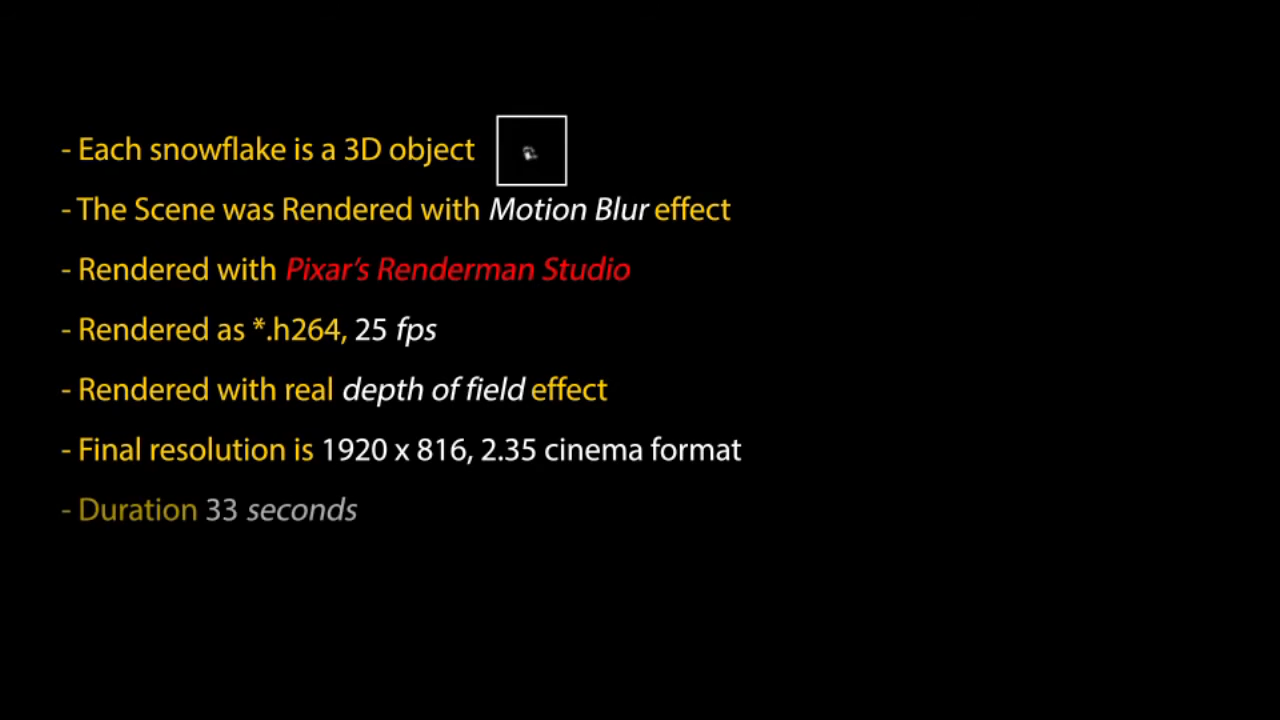 - Each snowflake is a 3D object
- The Scene was Rendered with Motion Blur effect
- Rendered with Pixar's Renderman Studio
- Rendered as *.h264, 25 fps
- Rendered with real depth of field effect
- Final resolution is 1920 x 816, 2.35 cinema format
- Duration 33 seconds